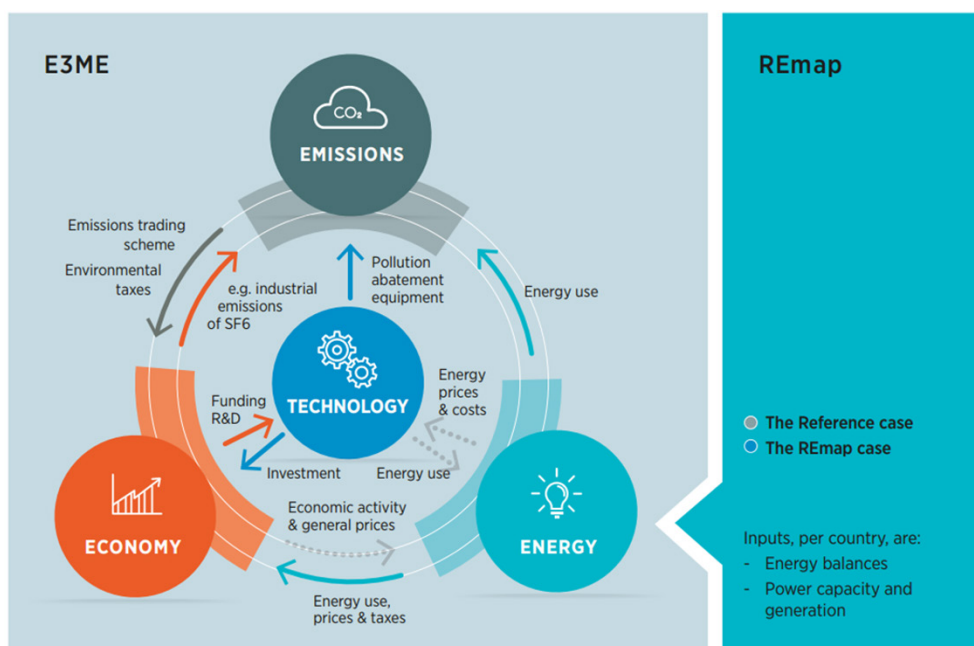 E3ME
REmap
CO₂
EMISSIONS
Emissions trading
scheme
Environmental
taxes
e.g. industrial
emissions
of SF6
Pollution
abatement
equipment
Energy use
TECHNOLOGY
Funding
R&D
Investment
Energy
prices
& costs
Energy use
Economic activity
& general prices
ECONOMY
ENERGY
Energy use,
prices & taxes
The Reference case
The REmap case
Inputs, per country, are:
- Energy balances
- Power capacity and
generation